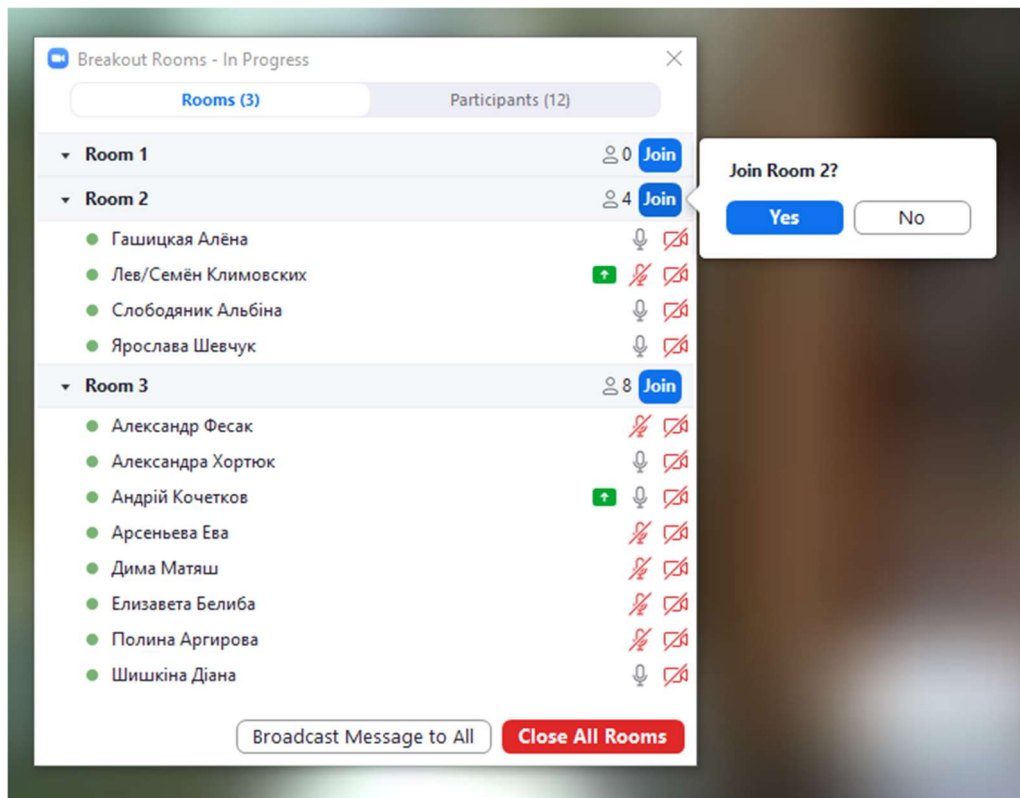 Breakout Rooms - In Progress
Rooms (3) Participants (12)
Room 1 0 Join
Room 2 4 Join
Join Room 2?
Yes No
Гашицкая Алёна
Лев/Семён Климовских
Слободяник Альбіна
Ярослава Шевчук
Room 3 8 Join
Александр Фесак
Александра Хортюк
Андрій Кочетков
Арсеньева Ева
Дима Матяш
Елизавета Белиба
Полина Аргирова
Шишкіна Діана
Broadcast Message to All Close All Rooms